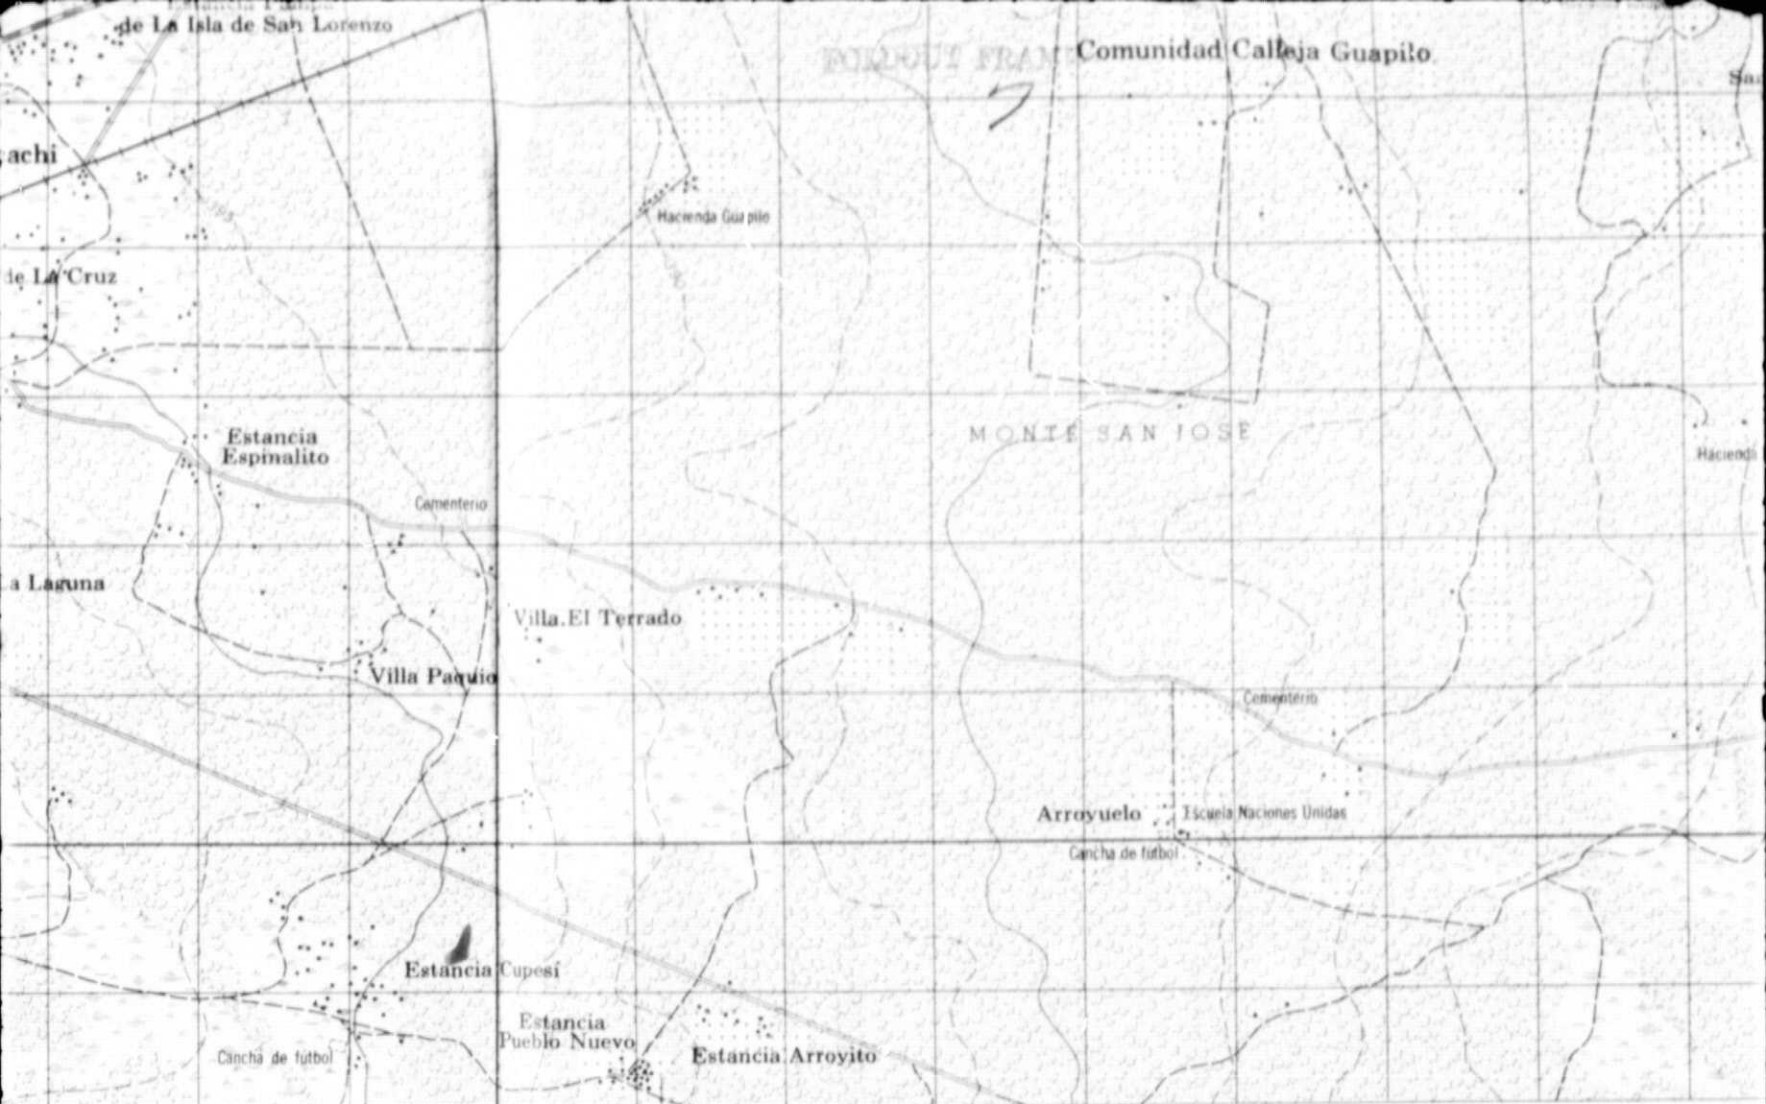 de La Isla de San Lorenzo
FOLDOUT FRAME
Comunidad Calleja Guapilo
achi
Hacienda Guapilo
de La Cruz
MONTE SAN JOSE
Estancia
Espinalito
Hacienda
Cementerio
a Laguna
Villa El Terrado
Villa Paquio
Cementerio
Arroyuelo
Escuela Naciones Unidas
Cancha de futbol
Estancia Cupesí
Estancia
Pueblo Nuevo
Estancia Arroyito
Cancha de futbol